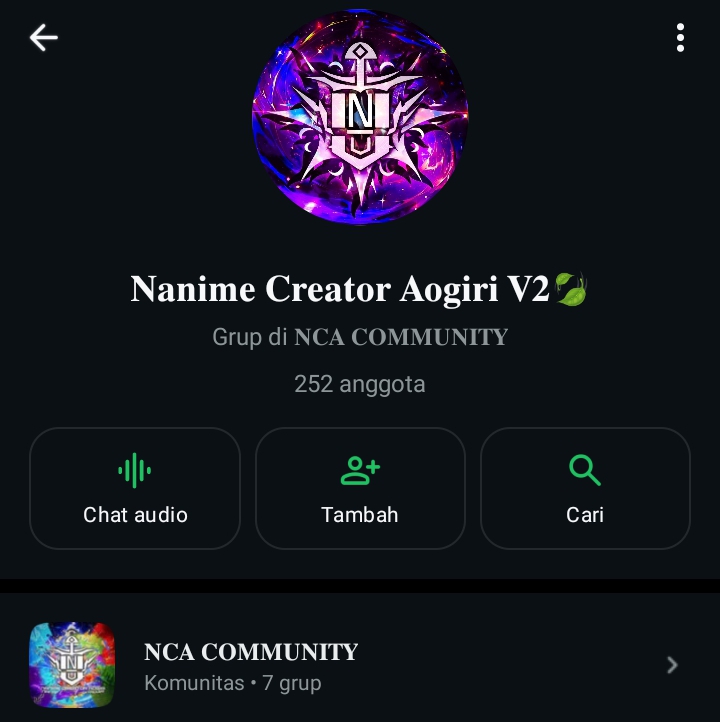 N
U
Nanime Creator Aogiri V2🍃
Grup di NCA COMMUNITY
252 anggota
Chat audio
Tambah
Cari
N
U
NCA COMMUNITY
Komunitas • 7 grup